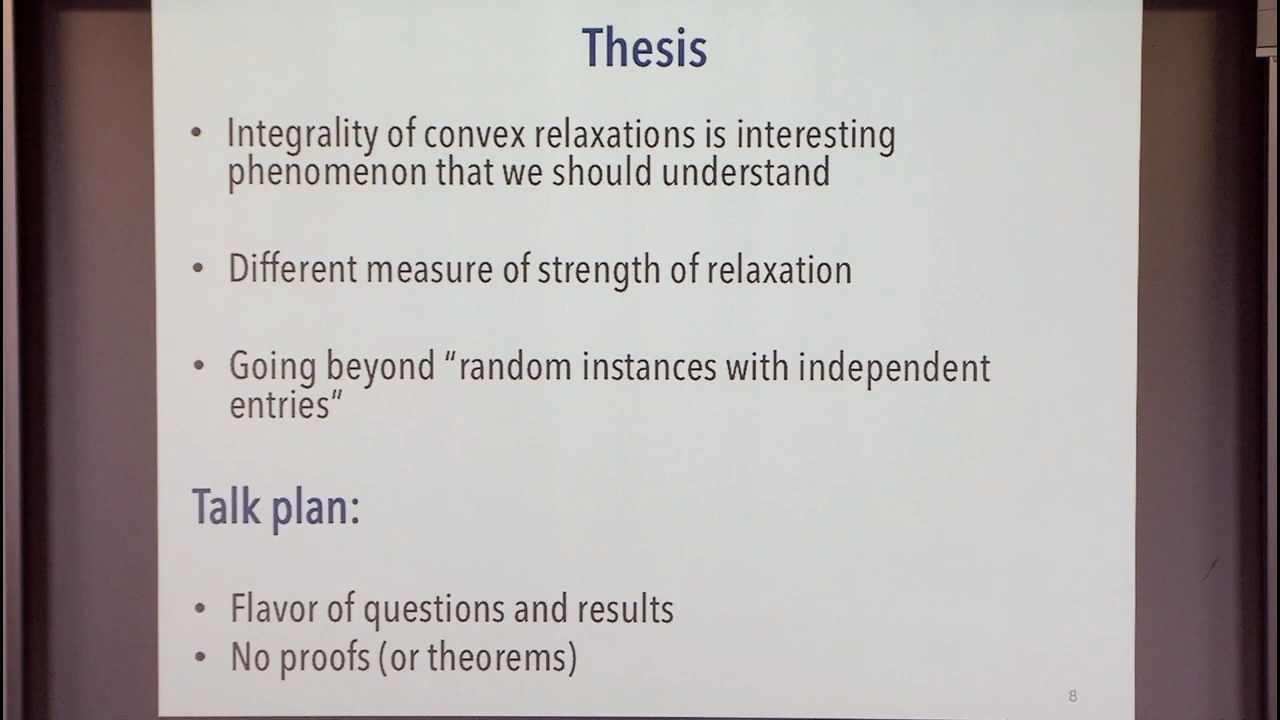 Thesis
• Integrality of convex relaxations is interesting
phenomenon that we should understand
• Different measure of strength of relaxation
• Going beyond “random instances with independent
entries”
Talk plan:
• Flavor of questions and results
• No proofs (or theorems)
8